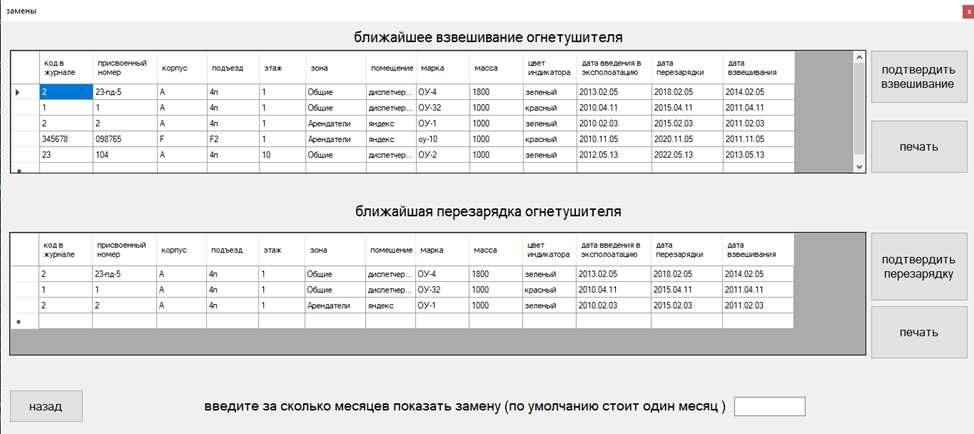 замены
x
ближайшее взвешивание огнетушителя
код в журнале присвоенный номер корпус подъезд этаж зона помещение марка масса цвет индикатора дата введения в эксплоатацию дата перезарядки дата взвешивания
2 23-пд-5 А 4п 1 Общие диспетчер... ОУ-4 1800 зеленый 2013.02.05 2018.02.05 2014.02.05
1 1 А 4п 1 Общие диспетчер... ОУ-32 1000 красный 2010.04.11 2015.04.11 2011.04.11
2 2 А 4п 1 Арендатели яндекс ОУ-1 1000 зеленый 2010.02.03 2015.02.03 2011.02.03
345678 098765 F F2 1 Арендатели яндекс оу-10 1000 красный 2010.11.05 2020.11.05 2011.11.05
23 104 А 4п 10 Общие диспетчер... ОУ-2 1000 зеленый 2012.05.13 2022.05.13 2013.05.13
подтвердить
взвешивание
печать
ближайшая перезарядка огнетушителя
код в журнале присвоенный номер корпус подъезд этаж зона помещение марка масса цвет индикатора дата введения в эксплоатацию дата перезарядки дата взвешивания
2 23-пд-5 А 4п 1 Общие диспетчер... ОУ-4 1800 зеленый 2013.02.05 2018.02.05 2014.02.05
1 1 А 4п 1 Общие диспетчер... ОУ-32 1000 красный 2010.04.11 2015.04.11 2011.04.11
2 2 А 4п 1 Арендатели яндекс ОУ-1 1000 зеленый 2010.02.03 2015.02.03 2011.02.03
подтвердить
перезарядку
печать
назад
введите за сколько месяцев показать замену (по умолчанию стоит один месяц )